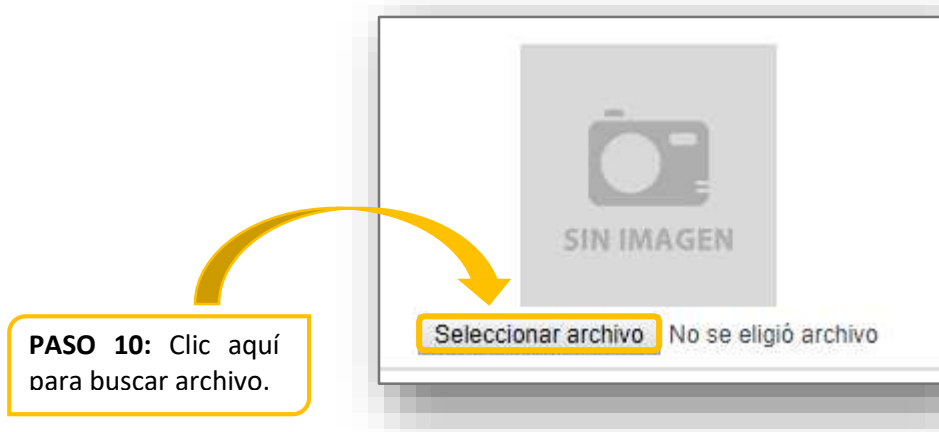 SIN IMAGEN
Seleccionar archivo No se eligió archivo
PASO 10: Clic aquí
para buscar archivo.